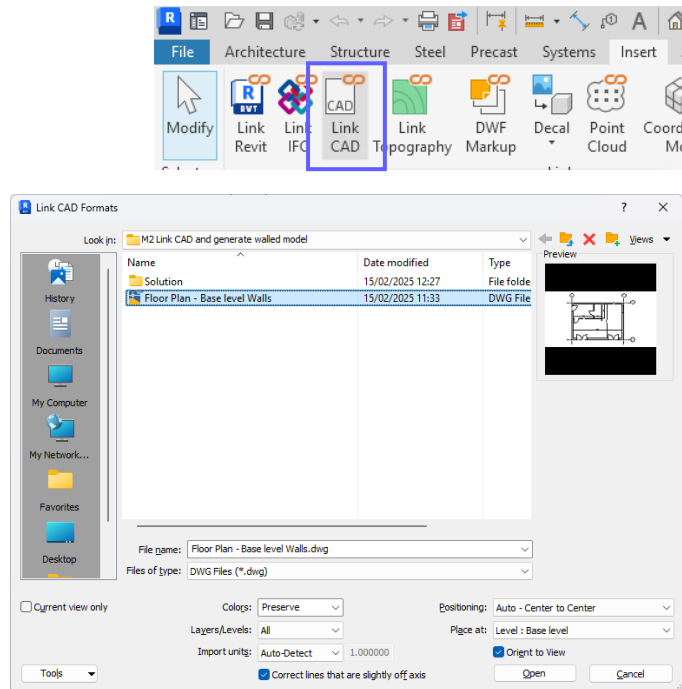 R
A
File Architecture Structure Steel Precast Systems Insert
R
RVT
CAD
Modify Link Revit Link IFC Link CAD Link Topography DWF Markup Decal Point Cloud
R Link CAD Formats ? X
Look in: M2 Link CAD and generate walled model Views
Name Date modified Type Preview
Solution 15/02/2025 12:27 File folde
Floor Plan - Base level Walls 15/02/2025 11:33 DWG File
History
Documents
My Computer
My Network...
Favorites
Desktop
File name: Floor Plan - Base level Walls.dwg
Files of type: DWG Files (*.dwg)
Current view only Colors: Preserve Positioning: Auto - Center to Center
Layers/Levels: All Place at: Level : Base level
Import units: Auto-Detect 1.000000 Orient to View
Correct lines that are slightly off axis
Tools Open Cancel